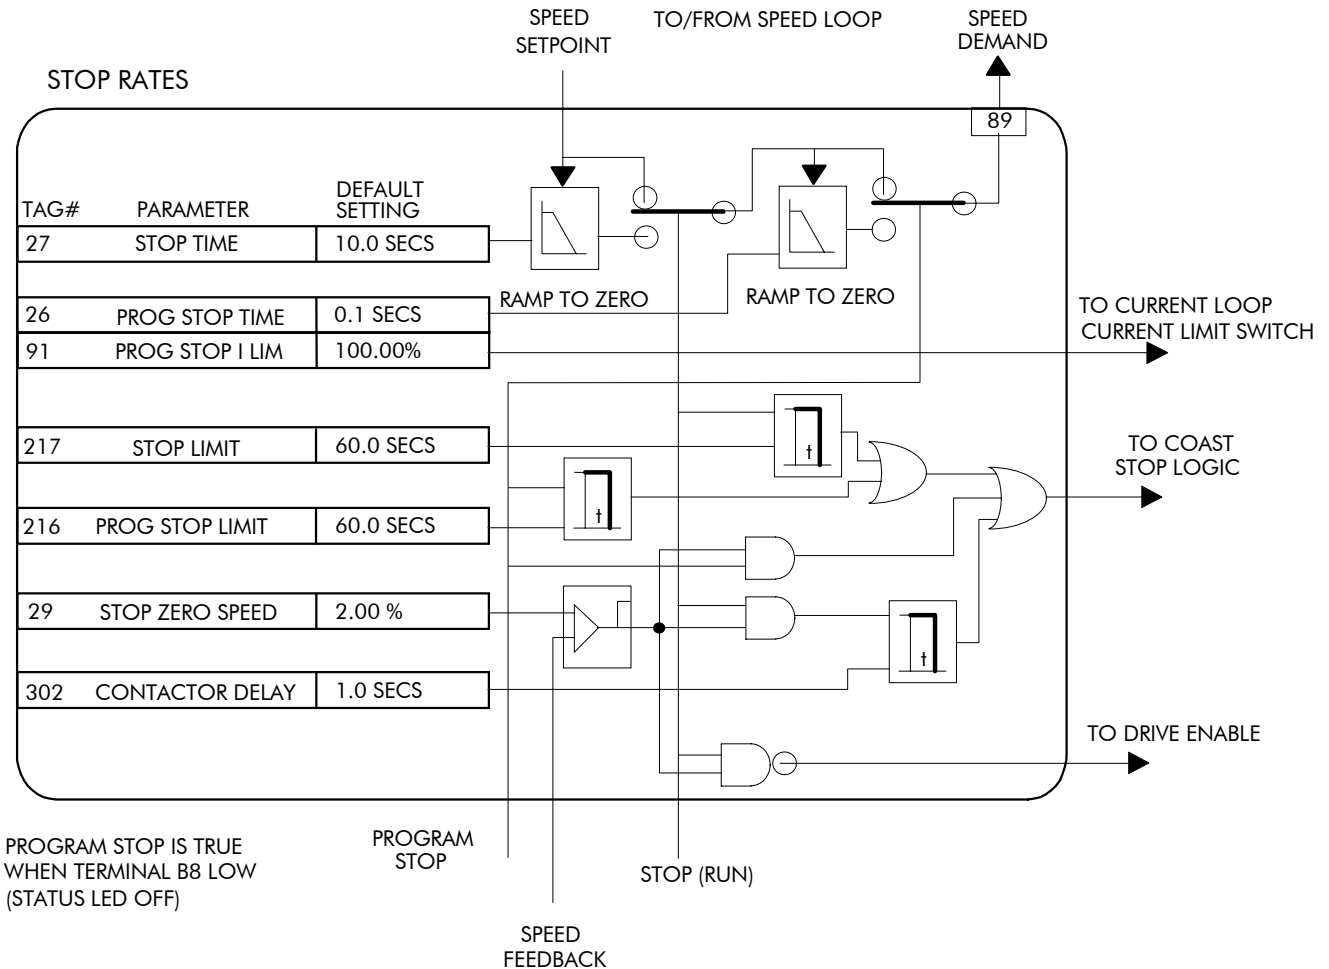 SPEED
SETPOINT
TO/FROM SPEED LOOP
SPEED
DEMAND
STOP RATES
89
TAG#
PARAMETER
DEFAULT
SETTING
27
STOP TIME
10.0 SECS
26
PROG STOP TIME
0.1 SECS
RAMP TO ZERO
RAMP TO ZERO
91
PROG STOP I LIM
100.00%
TO CURRENT LOOP
CURRENT LIMIT SWITCH
217
STOP LIMIT
60.0 SECS
t
TO COAST
STOP LOGIC
216
PROG STOP LIMIT
60.0 SECS
t
29
STOP ZERO SPEED
2.00 %
t
302
CONTACTOR DELAY
1.0 SECS
TO DRIVE ENABLE
PROGRAM STOP IS TRUE
WHEN TERMINAL B8 LOW
(STATUS LED OFF)
PROGRAM
STOP
STOP (RUN)
SPEED
FEEDBACK